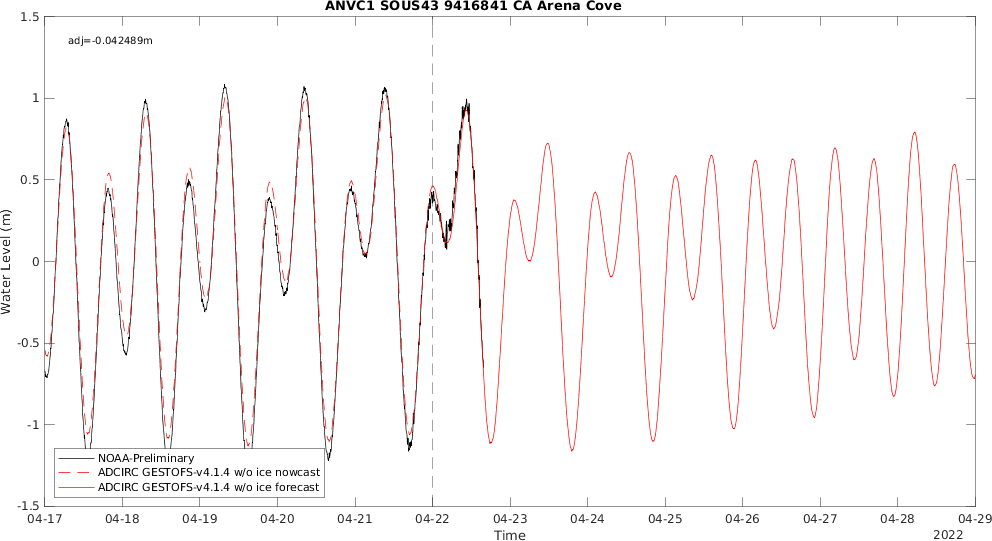 ANVC1 SOUS43 9416841 CA Arena Cove
adj=-0.042489m
Water Level (m)
1.5
1
0.5
0
-0.5
-1
-1.5
NOAA-Preliminary
ADCIRC GESTOFS-v4.1.4 w/o ice nowcast
ADCIRC GESTOFS-v4.1.4 w/o ice forecast
04-17 04-18 04-19 04-20 04-21 04-22 04-23 04-24 04-25 04-26 04-27 04-28 04-29
Time
2022